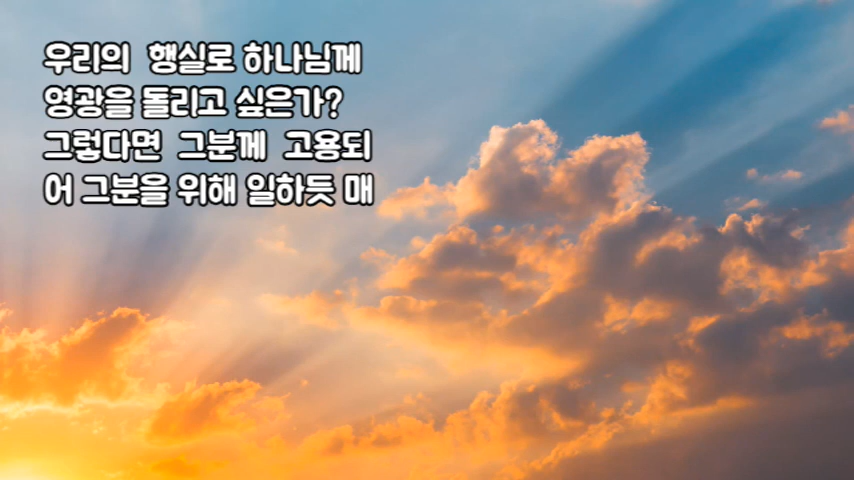 우리의 행실로 하나님께
영광을 돌리고 싶은가?
그렇다면 그분께 고용되
어 그분을 위해 일하듯 매